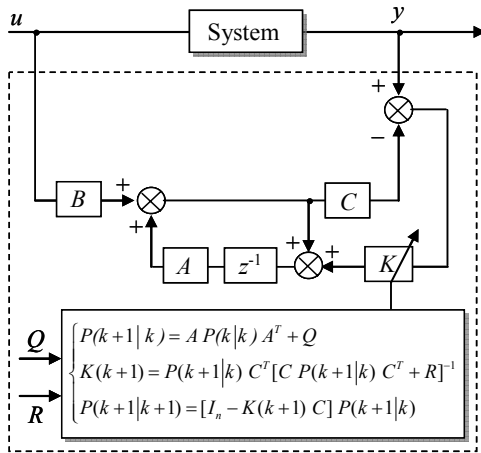 u
System
y
+
−
B
+
C
+
+
+
A
z⁻¹
K
Q
R
P(k+1|k) = A P(k|k) Aᵀ + Q
K(k+1) = P(k+1|k) Cᵀ[C P(k+1|k) Cᵀ + R]⁻¹
P(k+1|k+1) = [Iₙ − K(k+1) C] P(k+1|k)